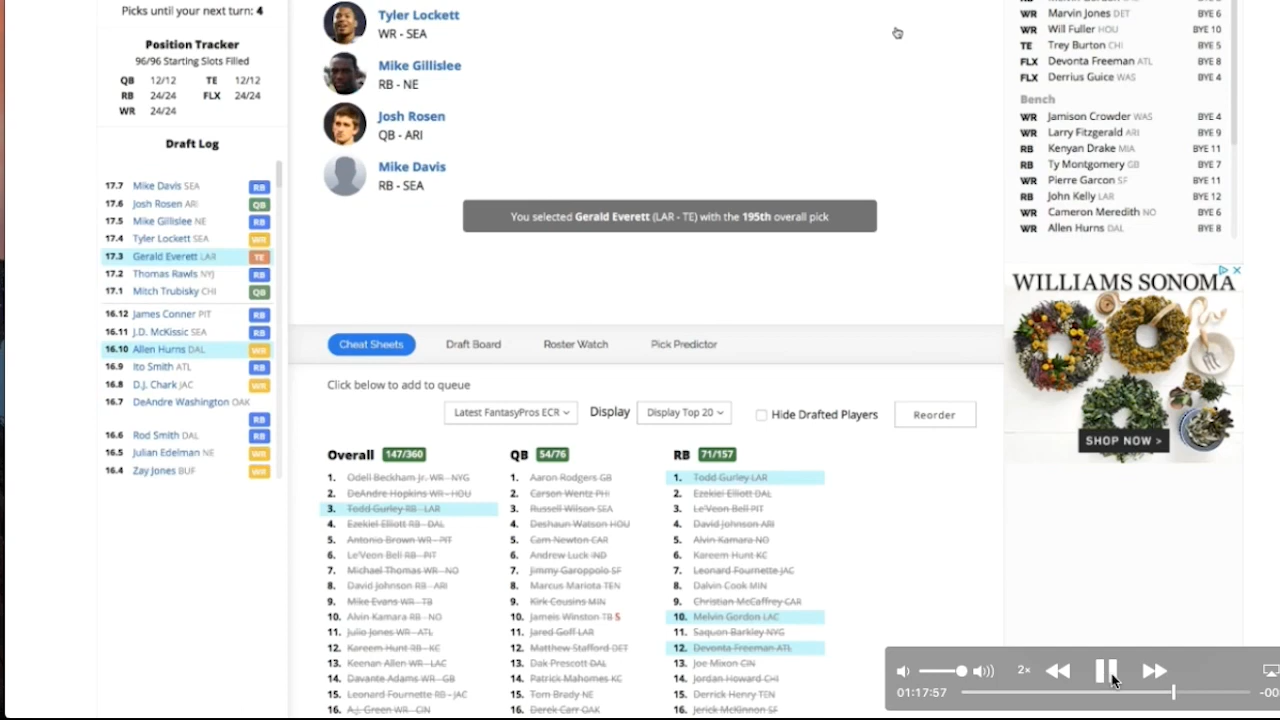 Picks until your next turn: 4
Position Tracker
96/96 Starting Slots Filled
QB 12/12 TE 12/12
RB 24/24 FLX 24/24
WR 24/24
Draft Log
17.7 Mike Davis SEA RB
17.6 Josh Rosen ARI QB
17.5 Mike Gillislee NE RB
17.4 Tyler Lockett SEA WR
17.3 Gerald Everett LAR TE
17.2 Thomas Rawls NYJ RB
17.1 Mitch Trubisky CHI QB
16.12 James Conner PIT RB
16.11 J.D. McKissic SEA RB
16.10 Allen Hurns DAL WR
16.9 Ito Smith ATL RB
16.8 D.J. Chark JAC WR
16.7 DeAndre Washington OAK
RB
16.6 Rod Smith DAL RB
16.5 Julian Edelman NE WR
16.4 Zay Jones BUF WR
Tyler Lockett
WR - SEA
Mike Gillislee
RB - NE
Josh Rosen
QB - ARI
Mike Davis
RB - SEA
You selected Gerald Everett (LAR - TE) with the 195th overall pick
Cheat Sheets Draft Board Roster Watch Pick Predictor
Click below to add to queue
Latest FantasyPros ECR Display Display Top 20 Hide Drafted Players Reorder
Overall 147/360
1. Odell Beckham Jr. WR - NYG
2. DeAndre Hopkins WR - HOU
3. Todd Gurley RB - LAR
4. Ezekiel Elliott RB - DAL
5. Antonio Brown WR - PIT
6. Le'Veon Bell RB - PIT
7. Michael Thomas WR - NO
8. David Johnson RB - ARI
9. Mike Evans WR - TB
10. Alvin Kamara RB - NO
11. Julio Jones WR - ATL
12. Kareem Hunt RB - KC
13. Keenan Allen WR - LAC
14. Davante Adams WR - GB
15. Leonard Fournette RB - JAC
16. A.J. Green WR - CIN
QB 54/76
1. Aaron Rodgers GB
2. Carson Wentz PHI
3. Russell Wilson SEA
4. Deshaun Watson HOU
5. Cam Newton CAR
6. Andrew Luck IND
7. Jimmy Garoppolo SF
8. Marcus Mariota TEN
9. Kirk Cousins MIN
10. Jameis Winston TB 5
11. Jared Goff LAR
12. Matthew Stafford DET
13. Dak Prescott DAL
14. Patrick Mahomes KC
15. Tom Brady NE
16. Derek Carr OAK
RB 71/157
1. Todd Gurley LAR
2. Ezekiel Elliott DAL
3. Le'Veon Bell PIT
4. David Johnson ARI
5. Alvin Kamara NO
6. Kareem Hunt KC
7. Leonard Fournette JAC
8. Dalvin Cook MIN
9. Christian McCaffrey CAR
10. Melvin Gordon LAC
11. Saquon Barkley NYG
12. Devonta Freeman ATL
13. Joe Mixon CIN
14. Jordan Howard CHI
15. Derrick Henry TEN
16. Jerick McKinnon SF
WR Marvin Jones DET BYE 6
WR Will Fuller HOU BYE 10
TE Trey Burton CHI BYE 5
FLX Devonta Freeman ATL BYE 8
FLX Derrius Guice WAS BYE 4
Bench
WR Jamison Crowder WAS BYE 4
WR Larry Fitzgerald ARI BYE 9
RB Kenyan Drake MIA BYE 11
RB Ty Montgomery GB BYE 7
WR Pierre Garcon SF BYE 11
RB John Kelly LAR BYE 12
WR Cameron Meredith NO BYE 6
WR Allen Hurns DAL BYE 8
WILLIAMS SONOMA
SHOP NOW >
2×
01:17:57